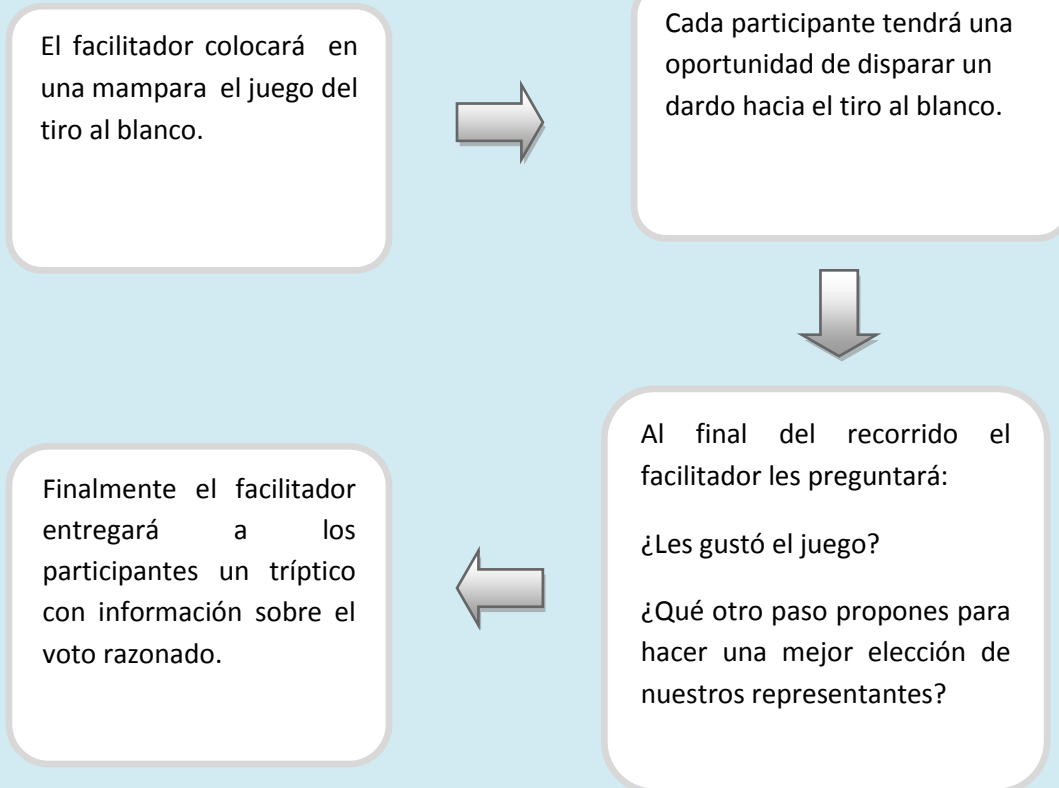 El facilitador colocará en
una mampara el juego del
tiro al blanco.
Cada participante tendrá una
oportunidad de disparar un
dardo hacia el tiro al blanco.
Al final del recorrido el
facilitador les preguntará:
¿Les gustó el juego?
¿Qué otro paso propones para
hacer una mejor elección de
nuestros representantes?
Finalmente el facilitador
entregará a los
participantes un tríptico
con información sobre el
voto razonado.